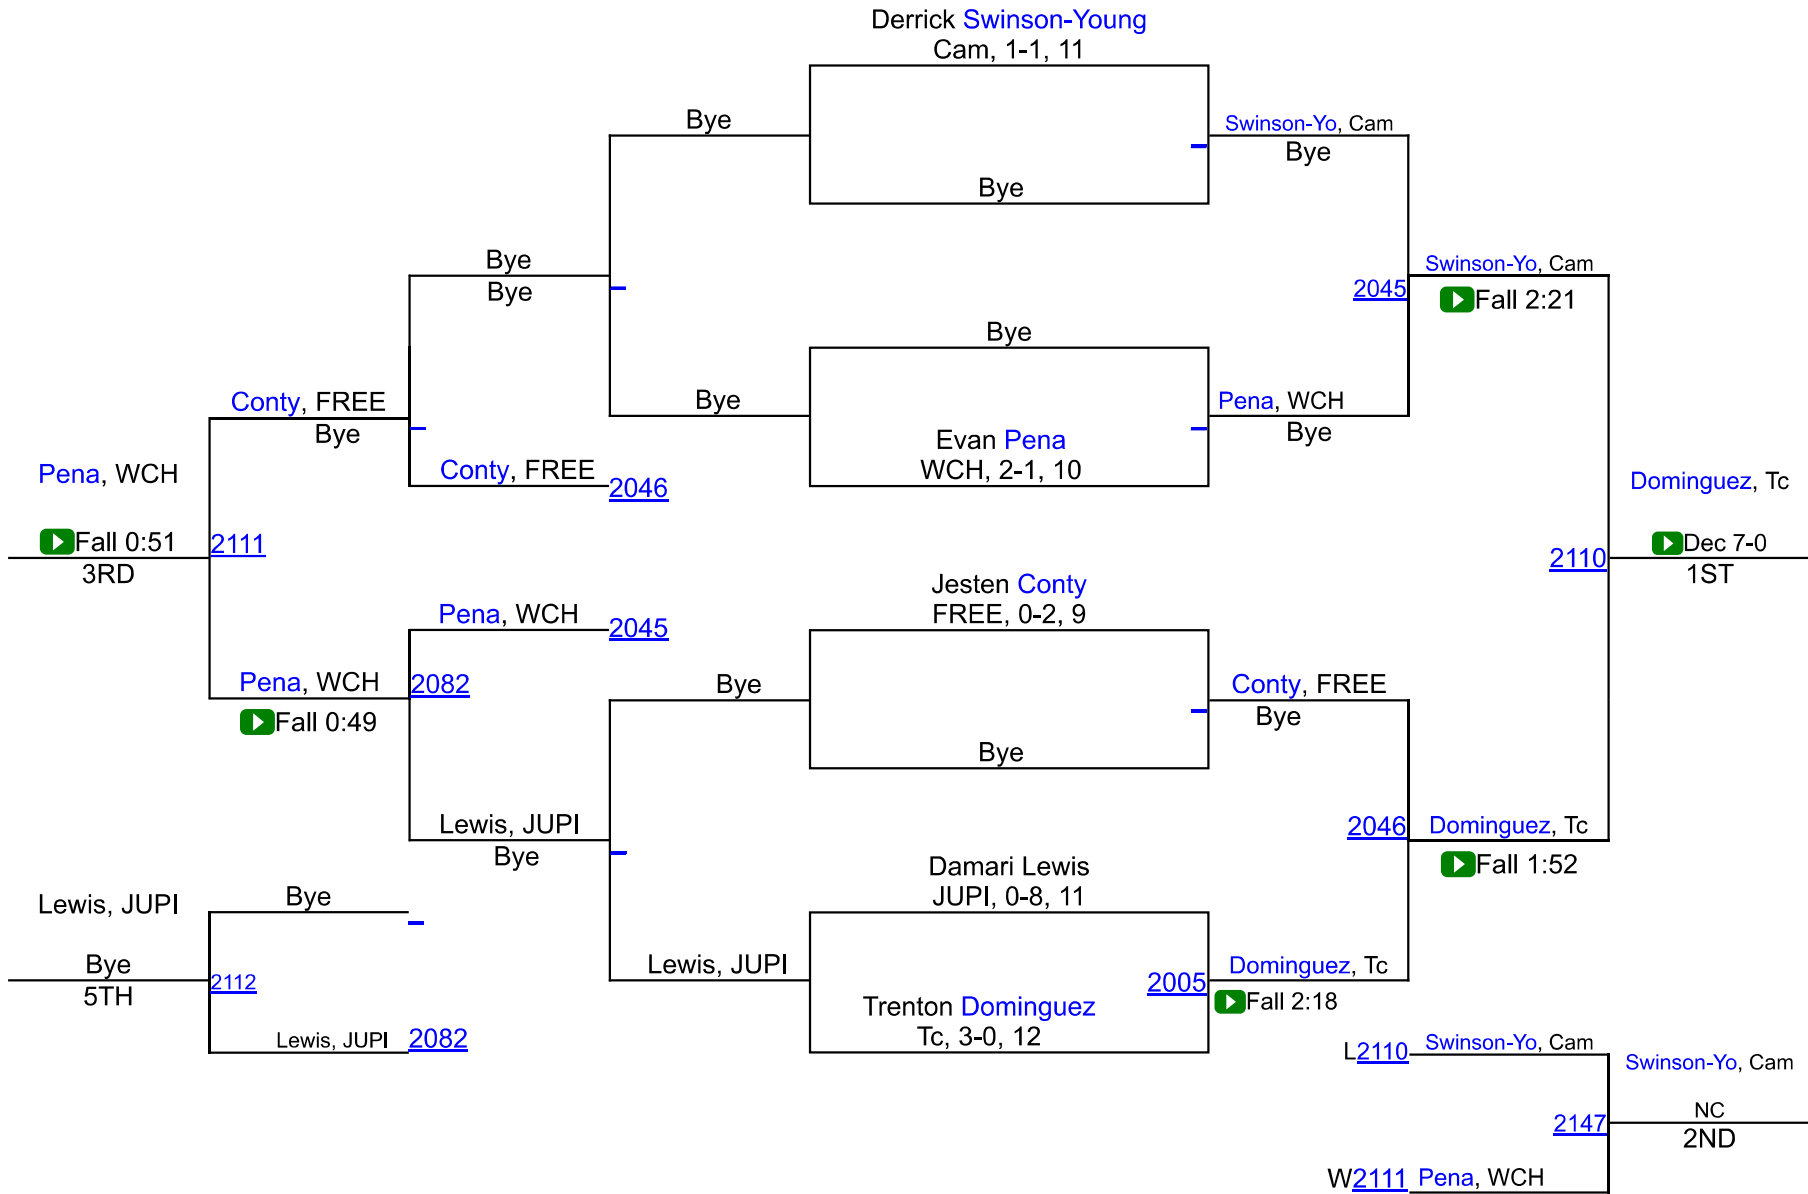 Derrick Swinson-Young
Cam, 1-1, 11
Bye
Swinson-Yo, Cam
Bye
Bye
Bye
Bye
Swinson-Yo, Cam
2045
Fall 2:21
Bye
Bye
Pena, WCH
Bye
Evan Pena
WCH, 2-1, 10
Conty, FREE
Bye
Conty, FREE
2046
Pena, WCH
Fall 0:51
3RD
2111
Dominguez, Tc
Dec 7-0
1ST
2110
Jesten Conty
FREE, 0-2, 9
Pena, WCH
2045
Pena, WCH
2082
Fall 0:49
Bye
Conty, FREE
Bye
Bye
Lewis, JUPI
Bye
2046
Dominguez, Tc
Fall 1:52
Damari Lewis
JUPI, 0-8, 11
Lewis, JUPI
Bye
Bye
5TH
2112
Lewis, JUPI
2082
Lewis, JUPI
Trenton Dominguez
Tc, 3-0, 12
2005
Dominguez, Tc
Fall 2:18
L2110
Swinson-Yo, Cam
Swinson-Yo, Cam
NC
2ND
2147
W2111
Pena, WCH